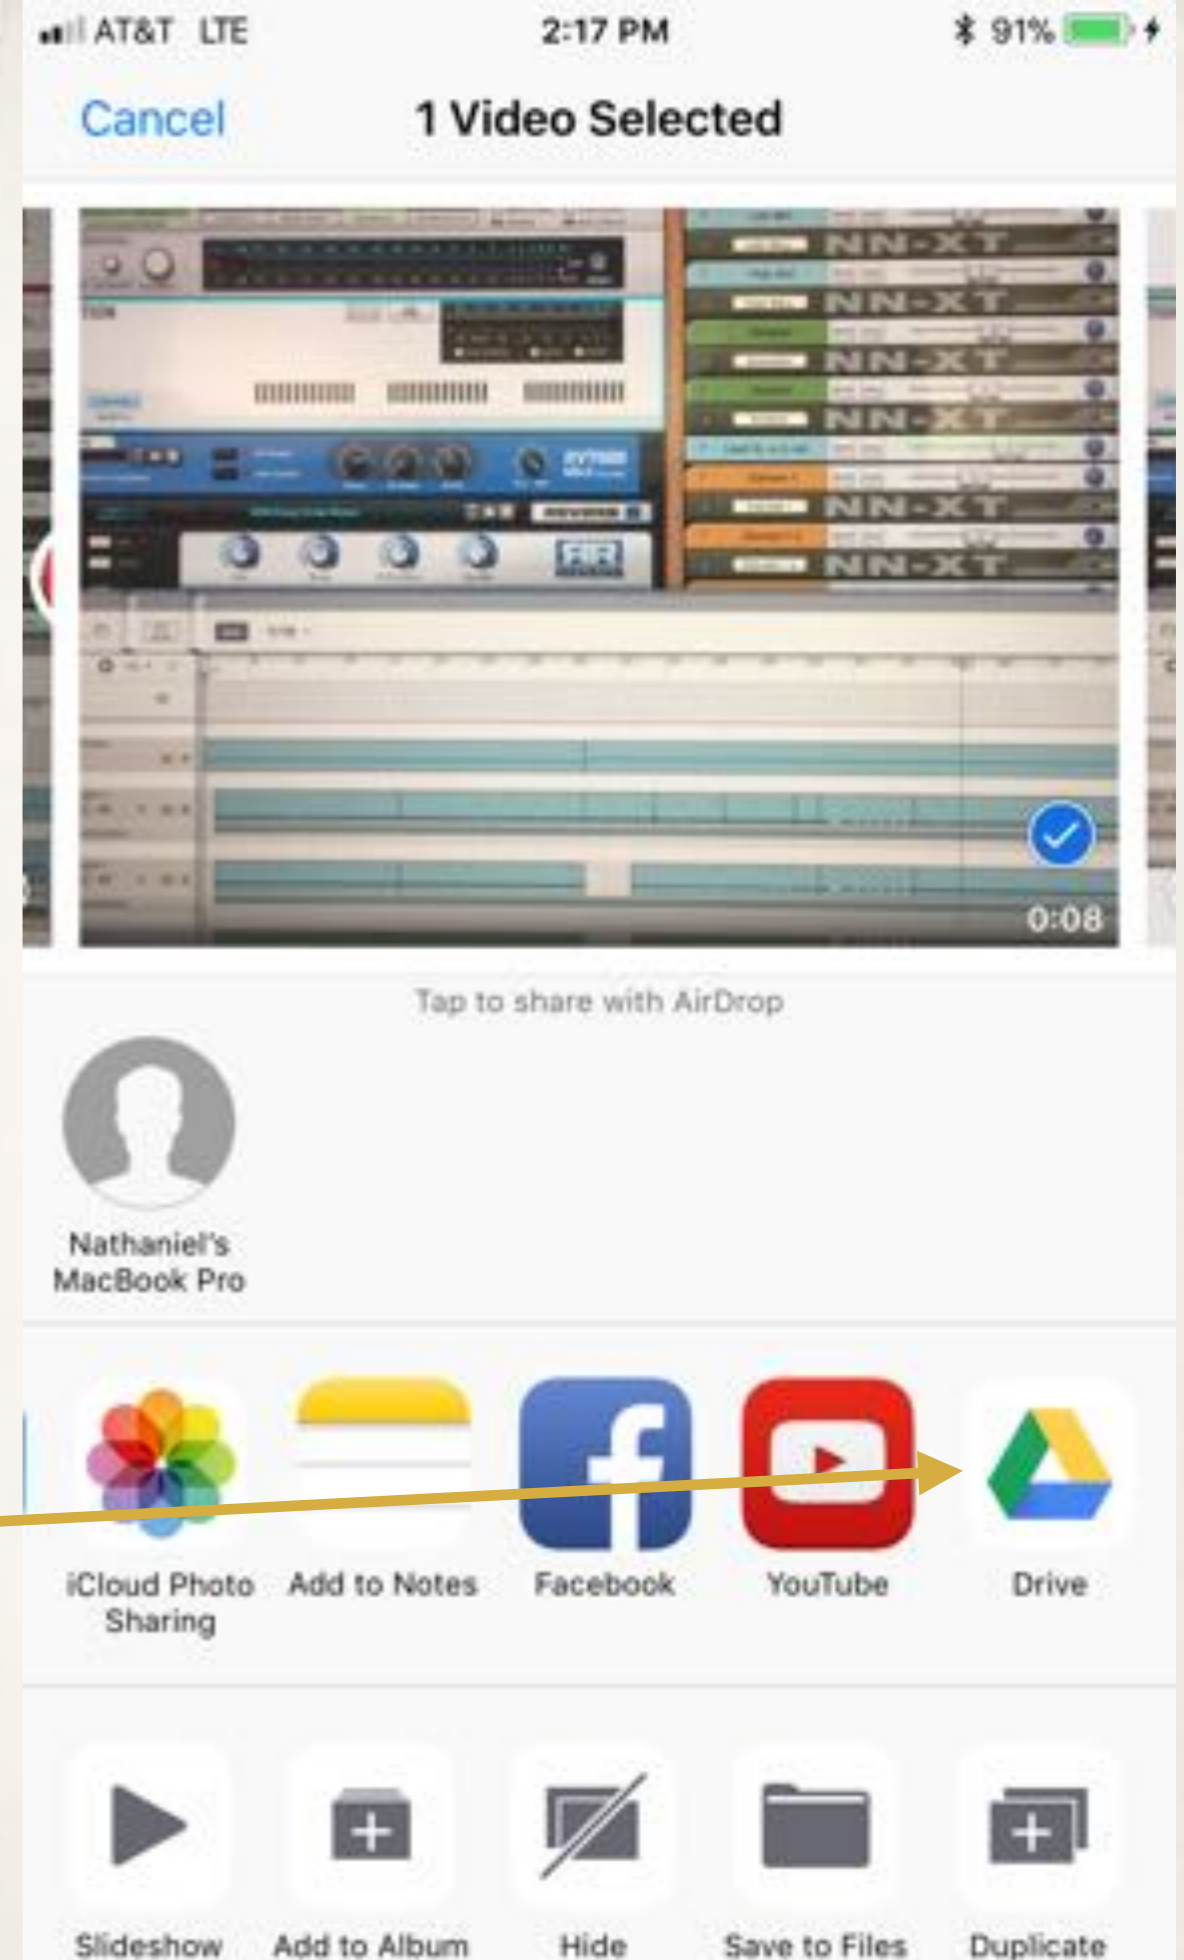 AT&T LTE 2:17 PM 91%
Cancel 1 Video Selected
NN-XT
NN-XT
NN-XT
NN-XT
NN-XT
REVERB
NN-XT
0:08
Tap to share with AirDrop
Nathaniel's
MacBook Pro
iCloud Photo Sharing
Add to Notes
Facebook
YouTube
Drive
Slideshow
Add to Album
Hide
Save to Files
Duplicate